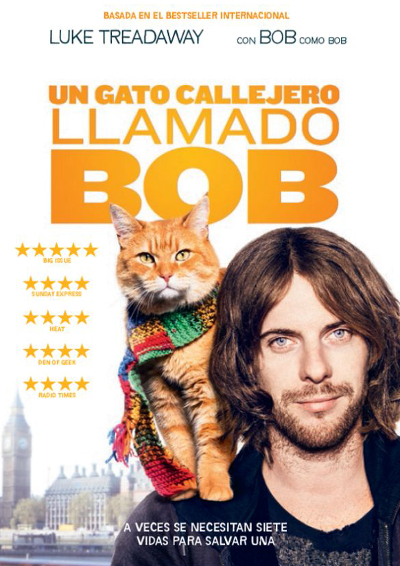 BASADA EN EL BESTSELLER INTERNACIONAL
LUKE TREADAWAY CON BOB COMO BOB
UN GATO CALLEJERO
LLAMADO
BOB
BIG ISSUE
SUNDAY EXPRESS
HEAT
DEN OF GEEK
RADIO TIMES
A VECES SE NECESITAN SIETE
VIDAS PARA SALVAR UNA